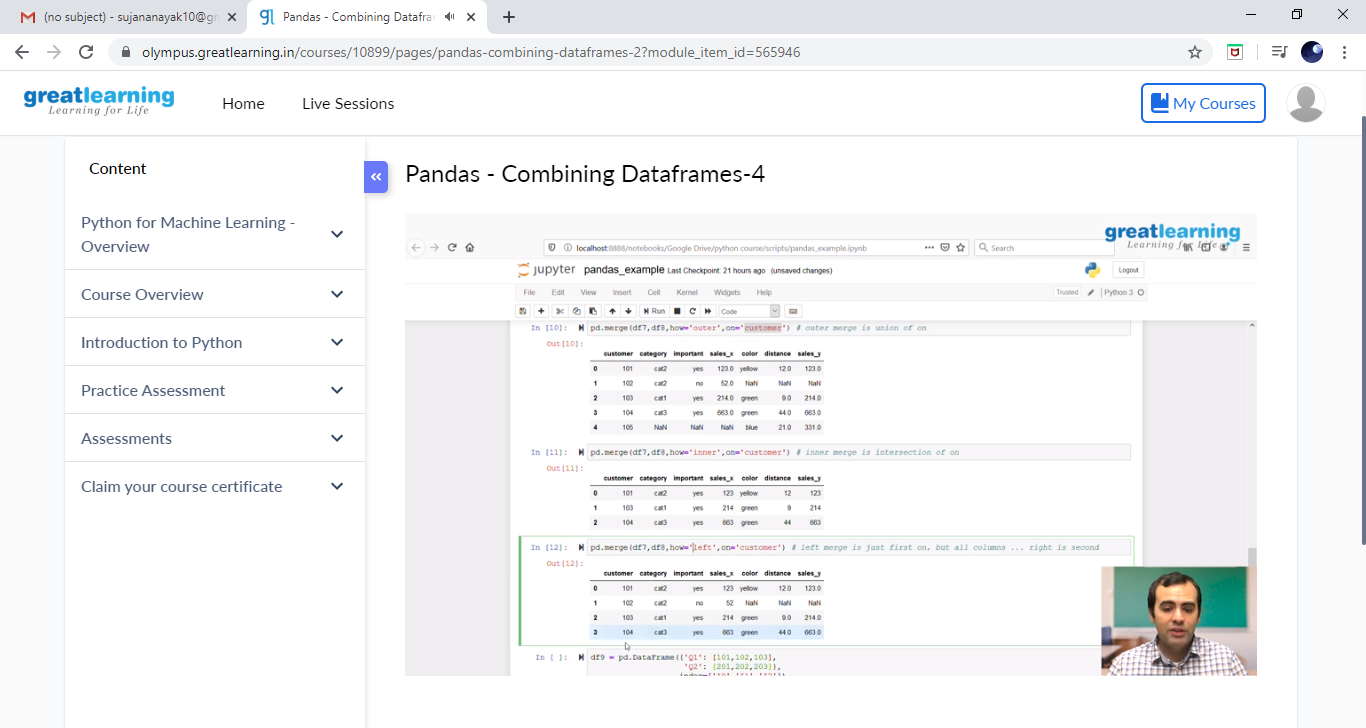 (no subject) - sujananayak10@gr
Pandas - Combining Datafra
olympus.greatlearning.in/courses/10899/pages/pandas-combining-dataframes-2?module_item_id=565946
greatlearning
Learning for Life
Home
Live Sessions
My Courses
Content
Python for Machine Learning -
Overview
Course Overview
Introduction to Python
Practice Assessment
Assessments
Claim your course certificate
Pandas - Combining Dataframes-4
greatlearning
Learning for Life
localhost:8888/notebooks/Google Drive/python course/scripts/pandas_example.ipynb
Search
jupyter pandas_example Last Checkpoint: 21 hours ago (unsaved changes)
Logout
File Edit View Insert Cell Kernel Widgets Help
Trusted Python 3
Run Code
In [10]: pd.merge(df7,df8,how='outer',on='customer') # outer merge is union of on
Out[10]:
customer category important sales_x color distance sales_y
0 101 cat2 yes 123.0 yellow 12.0 123.0
1 102 cat2 no 52.0 NaN NaN NaN
2 103 cat1 yes 214.0 green 9.0 214.0
3 104 cat3 yes 663.0 green 44.0 663.0
4 105 NaN NaN NaN blue 21.0 331.0
In [11]: pd.merge(df7,df8,how='inner',on='customer') # inner merge is intersection of on
Out[11]:
customer category important sales_x color distance sales_y
0 101 cat2 yes 123 yellow 12 123
1 103 cat1 yes 214 green 9 214
2 104 cat3 yes 663 green 44 663
In [12]: pd.merge(df7,df8,how='left',on='customer') # left merge is just first on, but all columns ... right is second
Out[12]:
customer category important sales_x color distance sales_y
0 101 cat2 yes 123 yellow 12.0 123.0
1 102 cat2 no 52 NaN NaN NaN
2 103 cat1 yes 214 green 9.0 214.0
3 104 cat3 yes 663 green 44.0 663.0
In [ ]: df9 = pd.DataFrame({'Q1': [101,102,103],
'Q2': [201,202,203]},